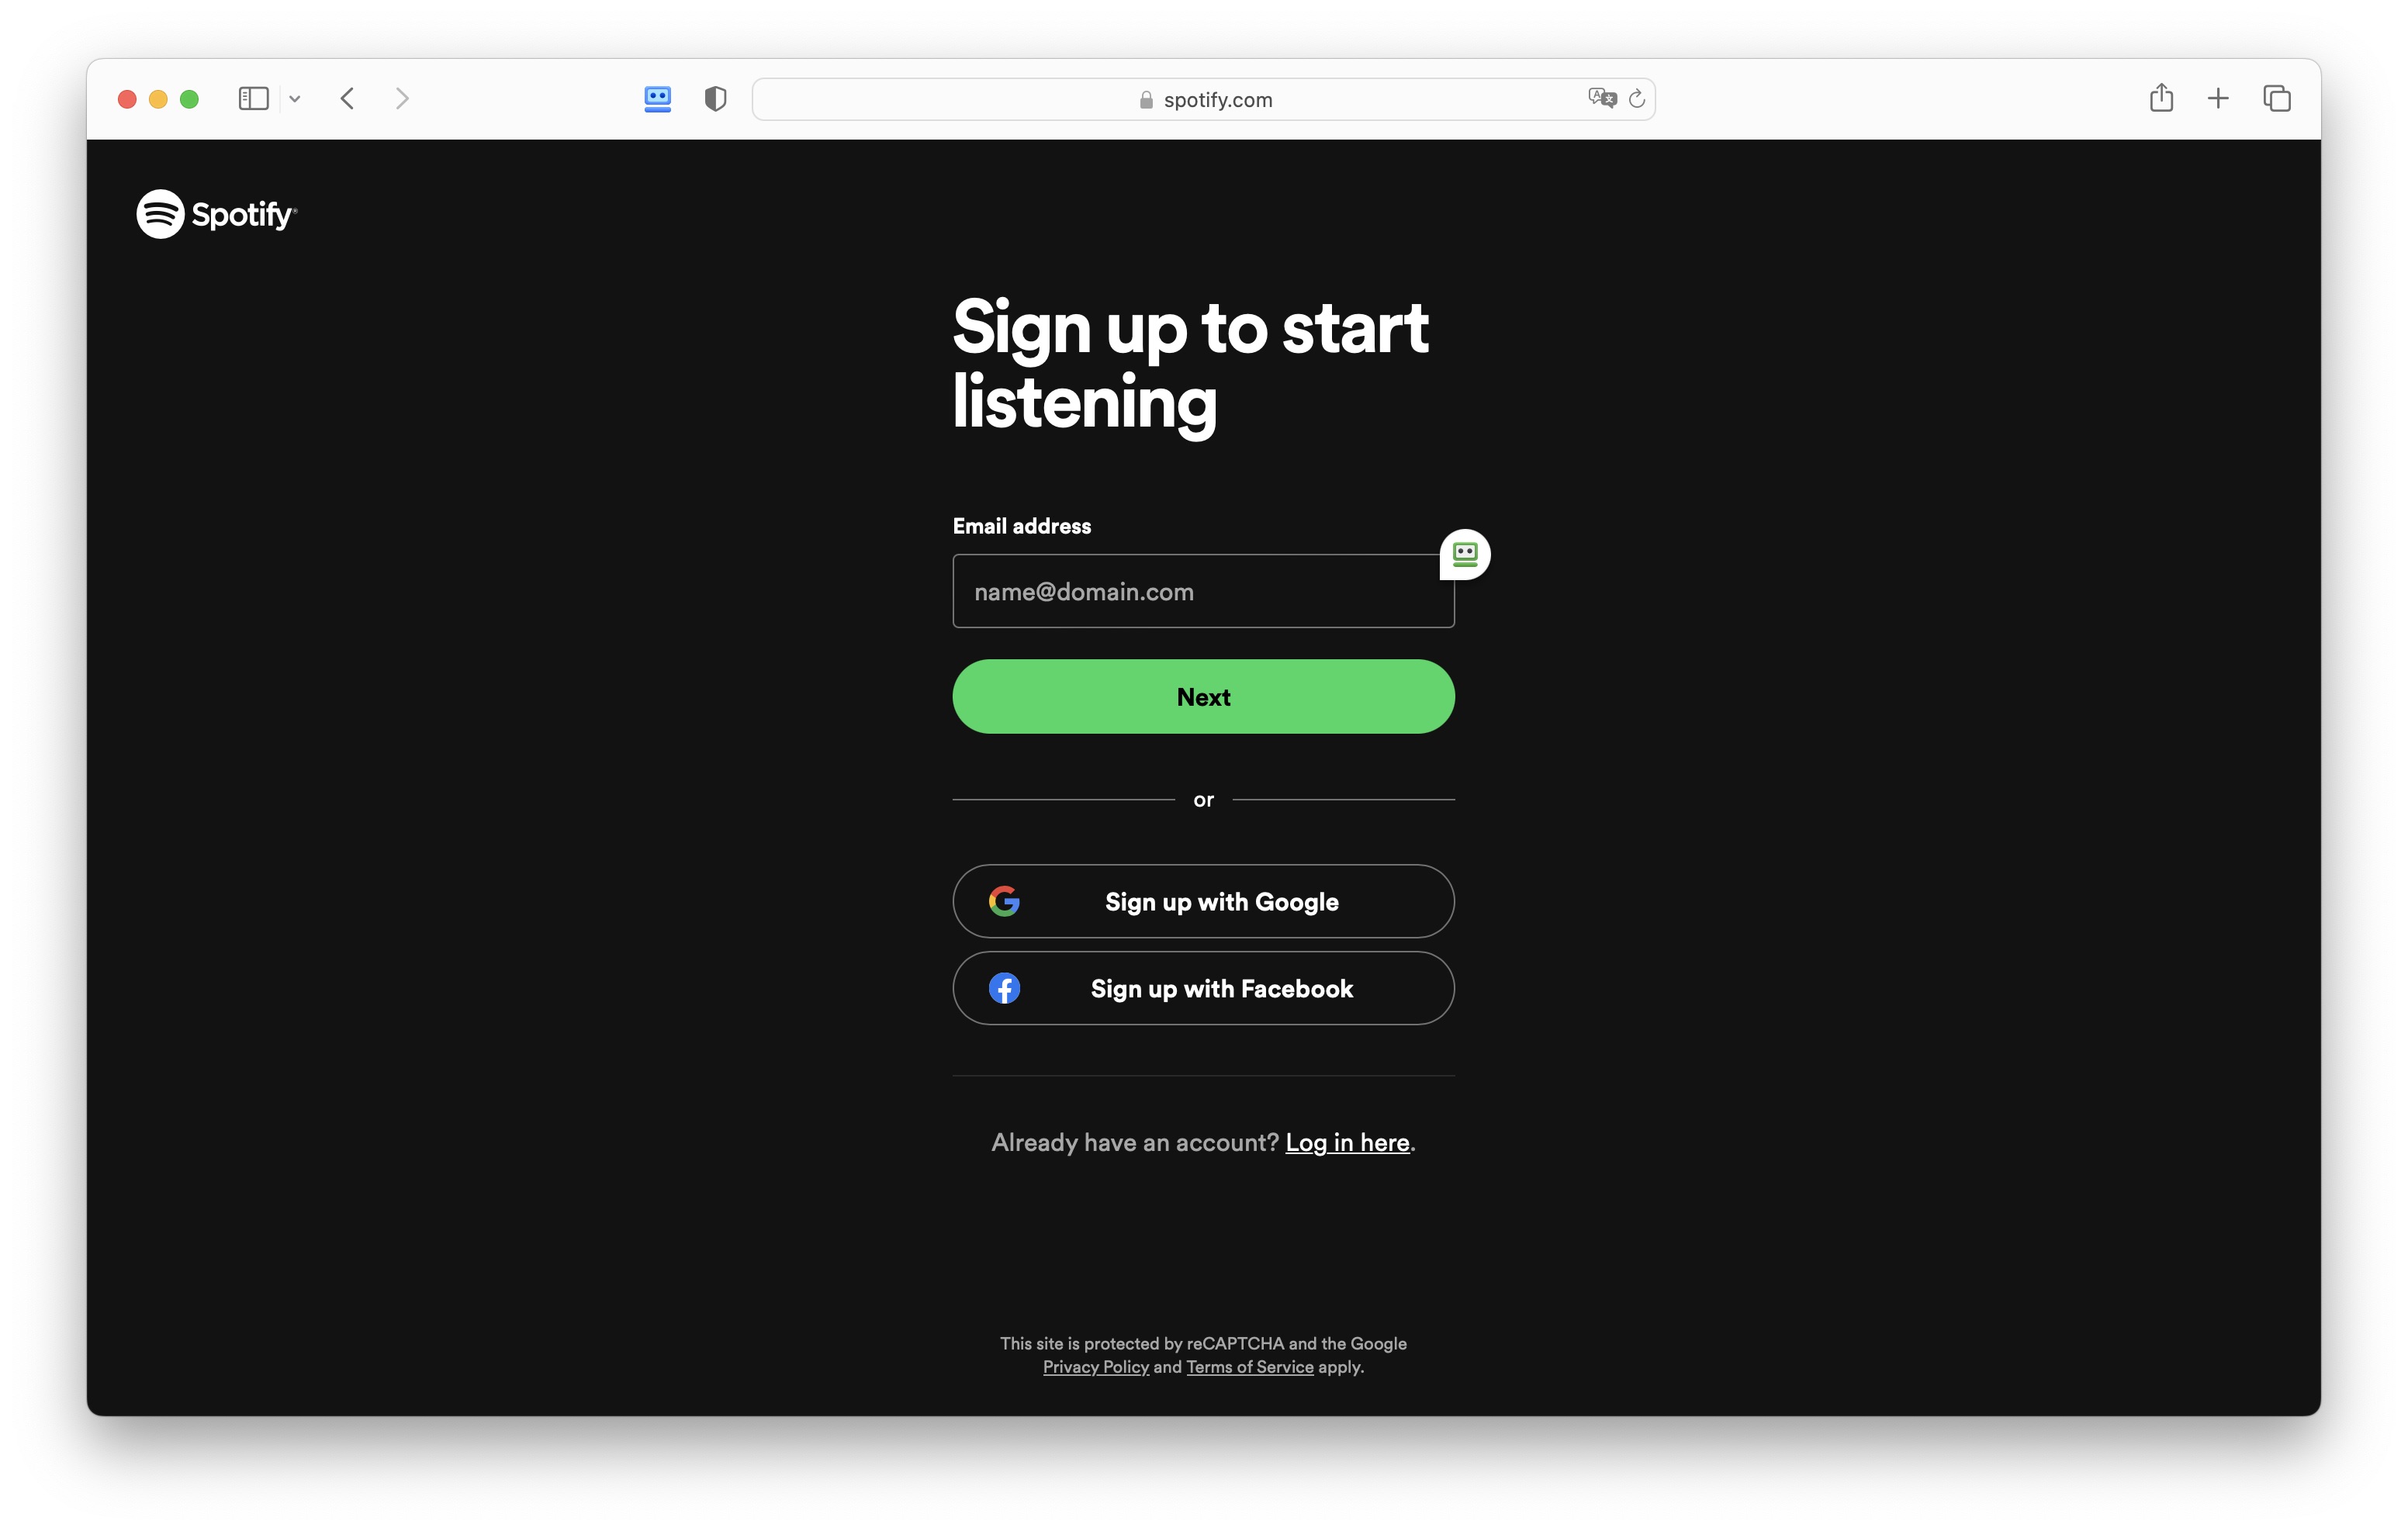 spotify.com
Spotify
Sign up to start
listening
Email address
name@domain.com
Next
or
Sign up with Google
Sign up with Facebook
Already have an account? Log in here.
This site is protected by reCAPTCHA and the Google
Privacy Policy and Terms of Service apply.